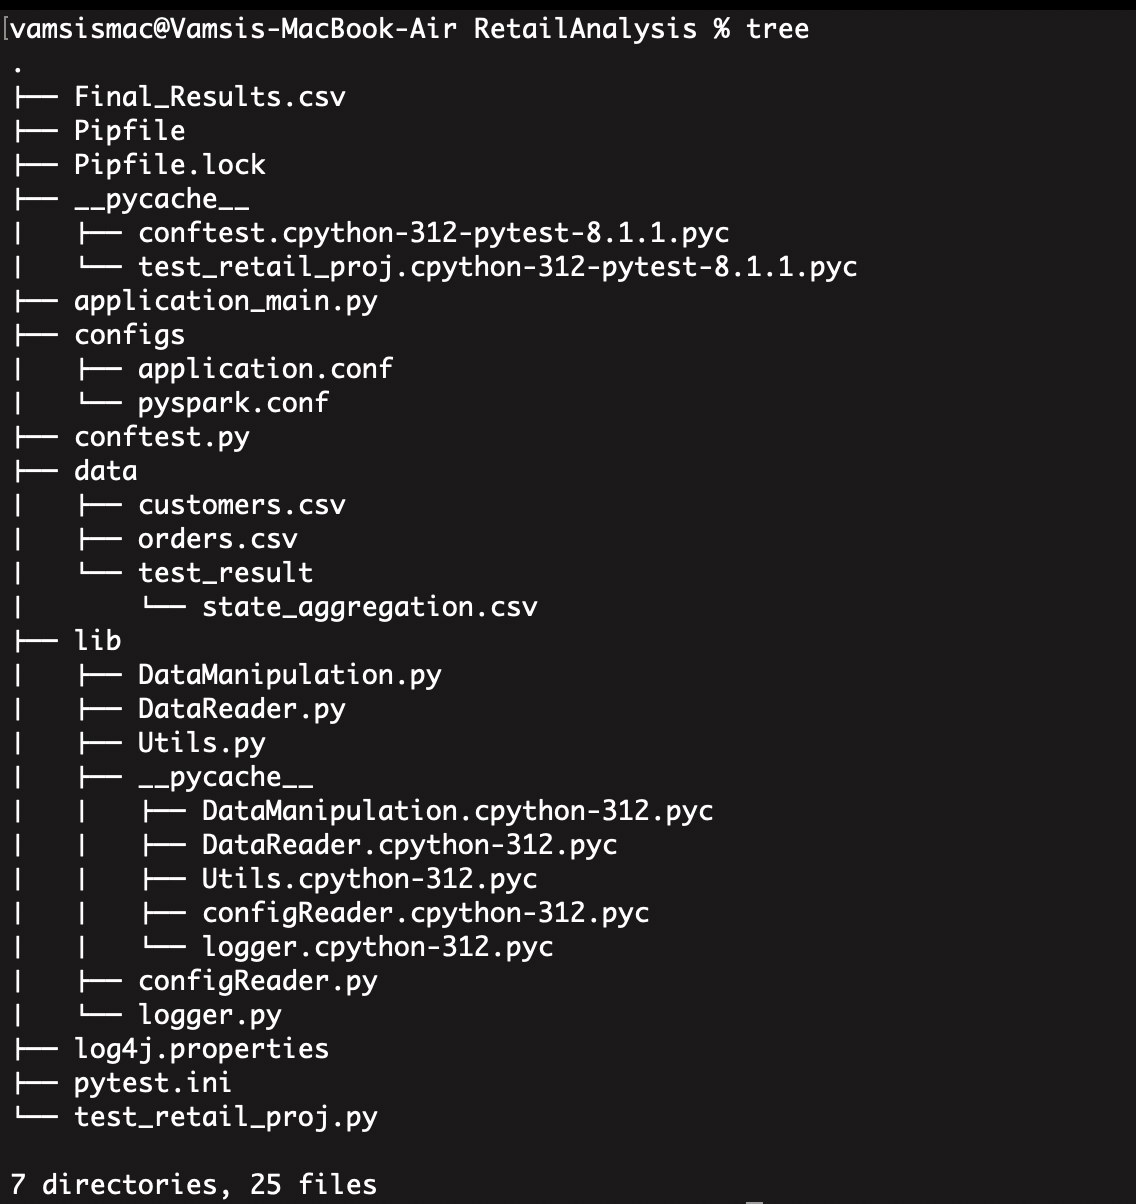 [vamsismac@Vamsis-MacBook-Air RetailAnalysis % tree
.
├── Final_Results.csv
├── Pipfile
├── Pipfile.lock
├── __pycache__
│   ├── conftest.cpython-312-pytest-8.1.1.pyc
│   └── test_retail_proj.cpython-312-pytest-8.1.1.pyc
├── application_main.py
├── configs
│   ├── application.conf
│   └── pyspark.conf
├── conftest.py
├── data
│   ├── customers.csv
│   ├── orders.csv
│   └── test_result
│       └── state_aggregation.csv
├── lib
│   ├── DataManipulation.py
│   ├── DataReader.py
│   ├── Utils.py
│   ├── __pycache__
│   │   ├── DataManipulation.cpython-312.pyc
│   │   ├── DataReader.cpython-312.pyc
│   │   ├── Utils.cpython-312.pyc
│   │   ├── configReader.cpython-312.pyc
│   │   └── logger.cpython-312.pyc
│   ├── configReader.py
│   └── logger.py
├── log4j.properties
├── pytest.ini
└── test_retail_proj.py
7 directories, 25 files